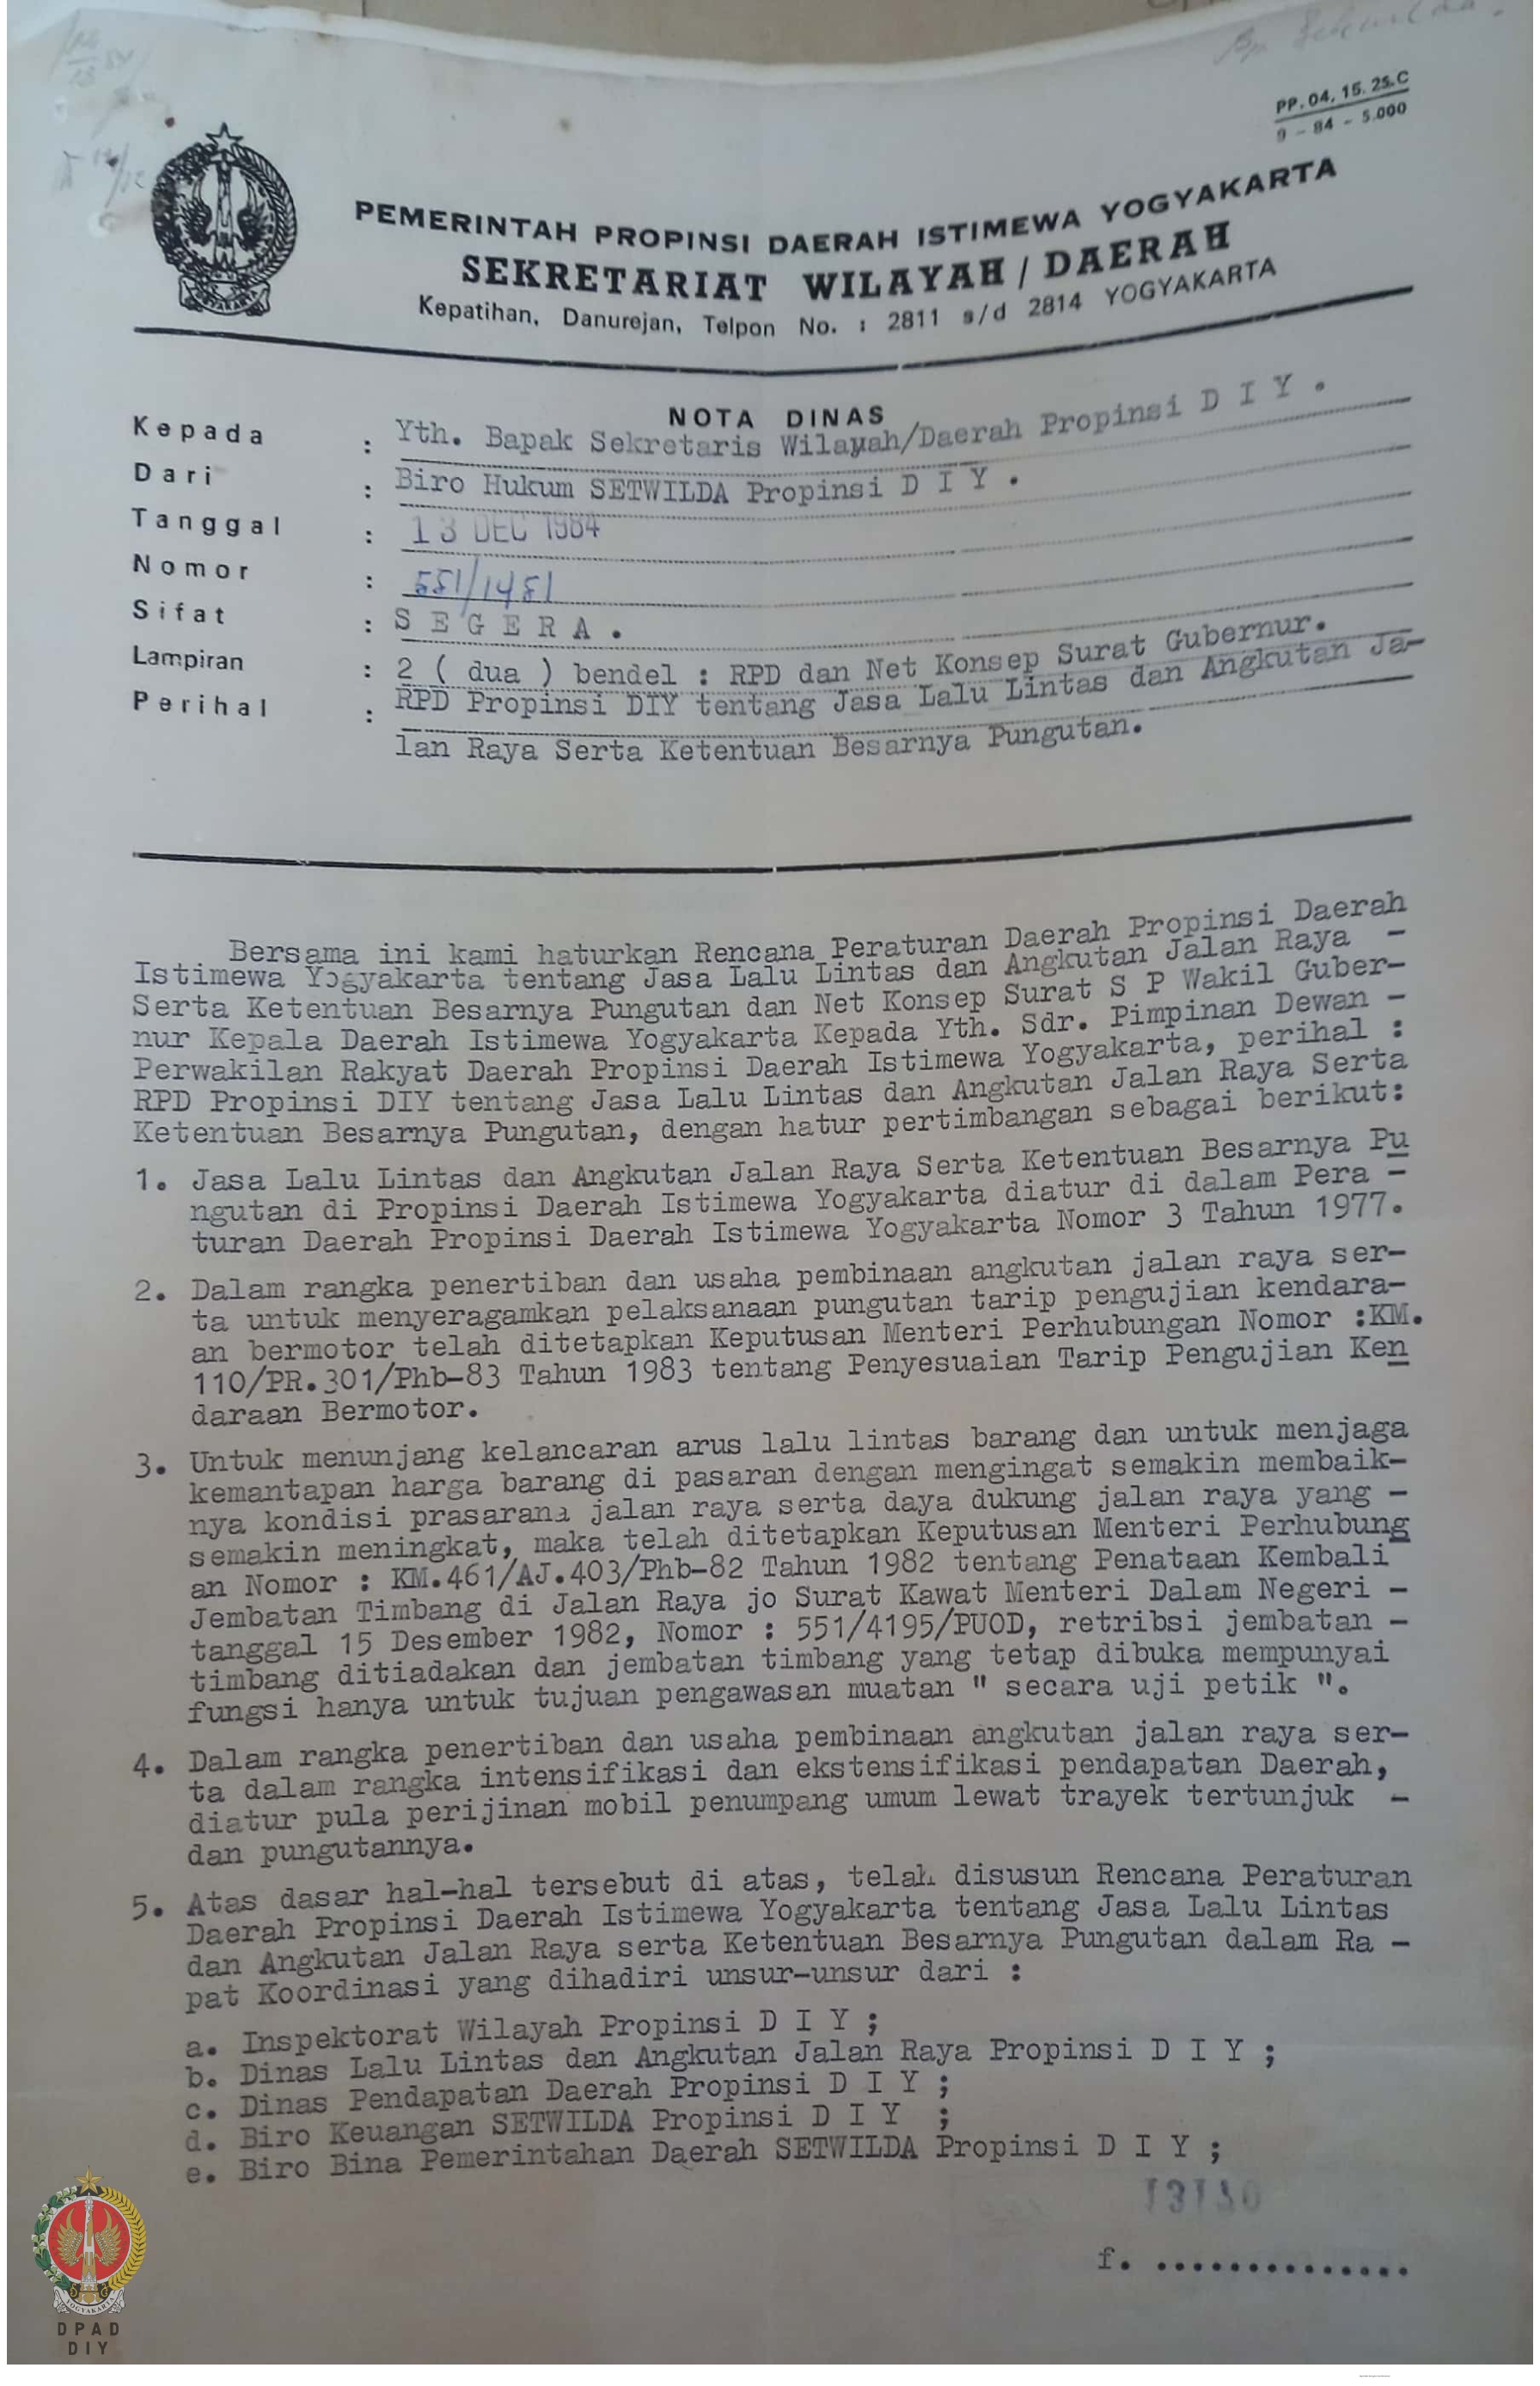 Bp Sekwilda.
PP. 04. 15. 25.C
9 - 84 - 5.000
PEMERINTAH PROPINSI DAERAH ISTIMEWA YOGYAKARTA
SEKRETARIAT WILAYAH / DAERAH
Kepatihan, Danurejan, Telpon No. : 2811 s/d 2814 YOGYAKARTA
NOTA DINAS
Kepada : Yth. Bapak Sekretaris Wilayah/Daerah Propinsi D I Y .
Dari : Biro Hukum SETWILDA Propinsi D I Y .
Tanggal : 13 DEC 1984
Nomor : 551/1451
Sifat : S E G E R A .
Lampiran : 2 ( dua ) bendel : RPD dan Net Konsep Surat Gubernur.
Perihal : RPD Propinsi DIY tentang Jasa Lalu Lintas dan Angkutan Ja-
lan Raya Serta Ketentuan Besarnya Pungutan.
Bersama ini kami haturkan Rencana Peraturan Daerah Propinsi Daerah
Istimewa Yogyakarta tentang Jasa Lalu Lintas dan Angkutan Jalan Raya -
Serta Ketentuan Besarnya Pungutan dan Net Konsep Surat S P Wakil Guber-
nur Kepala Daerah Istimewa Yogyakarta Kepada Yth. Sdr. Pimpinan Dewan -
Perwakilan Rakyat Daerah Propinsi Daerah Istimewa Yogyakarta, perihal :
RPD Propinsi DIY tentang Jasa Lalu Lintas dan Angkutan Jalan Raya Serta
Ketentuan Besarnya Pungutan, dengan hatur pertimbangan sebagai berikut:
1. Jasa Lalu Lintas dan Angkutan Jalan Raya Serta Ketentuan Besarnya Pu
ngutan di Propinsi Daerah Istimewa Yogyakarta diatur di dalam Pera -
turan Daerah Propinsi Daerah Istimewa Yogyakarta Nomor 3 Tahun 1977.
2. Dalam rangka penertiban dan usaha pembinaan angkutan jalan raya ser-
ta untuk menyeragamkan pelaksanaan pungutan tarip pengujian kendara-
an bermotor telah ditetapkan Keputusan Menteri Perhubungan Nomor :KM.
110/PR.301/Phb-83 Tahun 1983 tentang Penyesuaian Tarip Pengujian Ken
daraan Bermotor.
3. Untuk menunjang kelancaran arus lalu lintas barang dan untuk menjaga
kemantapan harga barang di pasaran dengan mengingat semakin membaik-
nya kondisi prasarana jalan raya serta daya dukung jalan raya yang -
semakin meningkat, maka telah ditetapkan Keputusan Menteri Perhubung
an Nomor : KM.461/AJ.403/Phb-82 Tahun 1982 tentang Penataan Kembali
Jembatan Timbang di Jalan Raya jo Surat Kawat Menteri Dalam Negeri -
tanggal 15 Desember 1982, Nomor : 551/4195/PUOD, retribsi jembatan -
timbang ditiadakan dan jembatan timbang yang tetap dibuka mempunyai
fungsi hanya untuk tujuan pengawasan muatan " secara uji petik ".
4. Dalam rangka penertiban dan usaha pembinaan angkutan jalan raya ser-
ta dalam rangka intensifikasi dan ekstensifikasi pendapatan Daerah,
diatur pula perijinan mobil penumpang umum lewat trayek tertunjuk -
dan pungutannya.
5. Atas dasar hal-hal tersebut di atas, telah disusun Rencana Peraturan
Daerah Propinsi Daerah Istimewa Yogyakarta tentang Jasa Lalu Lintas
dan Angkutan Jalan Raya serta Ketentuan Besarnya Pungutan dalam Ra -
pat Koordinasi yang dihadiri unsur-unsur dari :
a. Inspektorat Wilayah Propinsi D I Y ;
b. Dinas Lalu Lintas dan Angkutan Jalan Raya Propinsi D I Y ;
c. Dinas Pendapatan Daerah Propinsi D I Y ;
d. Biro Keuangan SETWILDA Propinsi D I Y ;
e. Biro Bina Pemerintahan Daerah SETWILDA Propinsi D I Y ;
f. ..............
YOGYAKARTA
DPAD
DIY